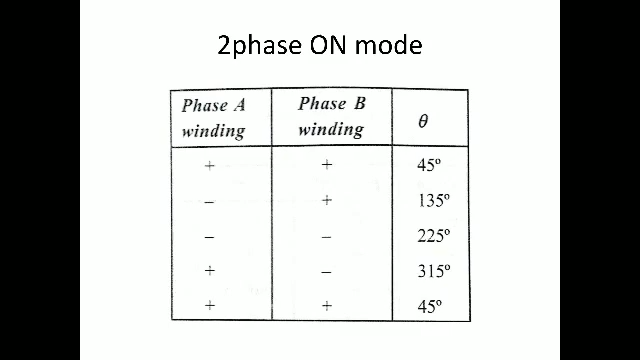 2phase ON mode
Phase A winding Phase B winding θ
+ + 45º
– + 135º
– – 225º
+ – 315º
+ + 45º